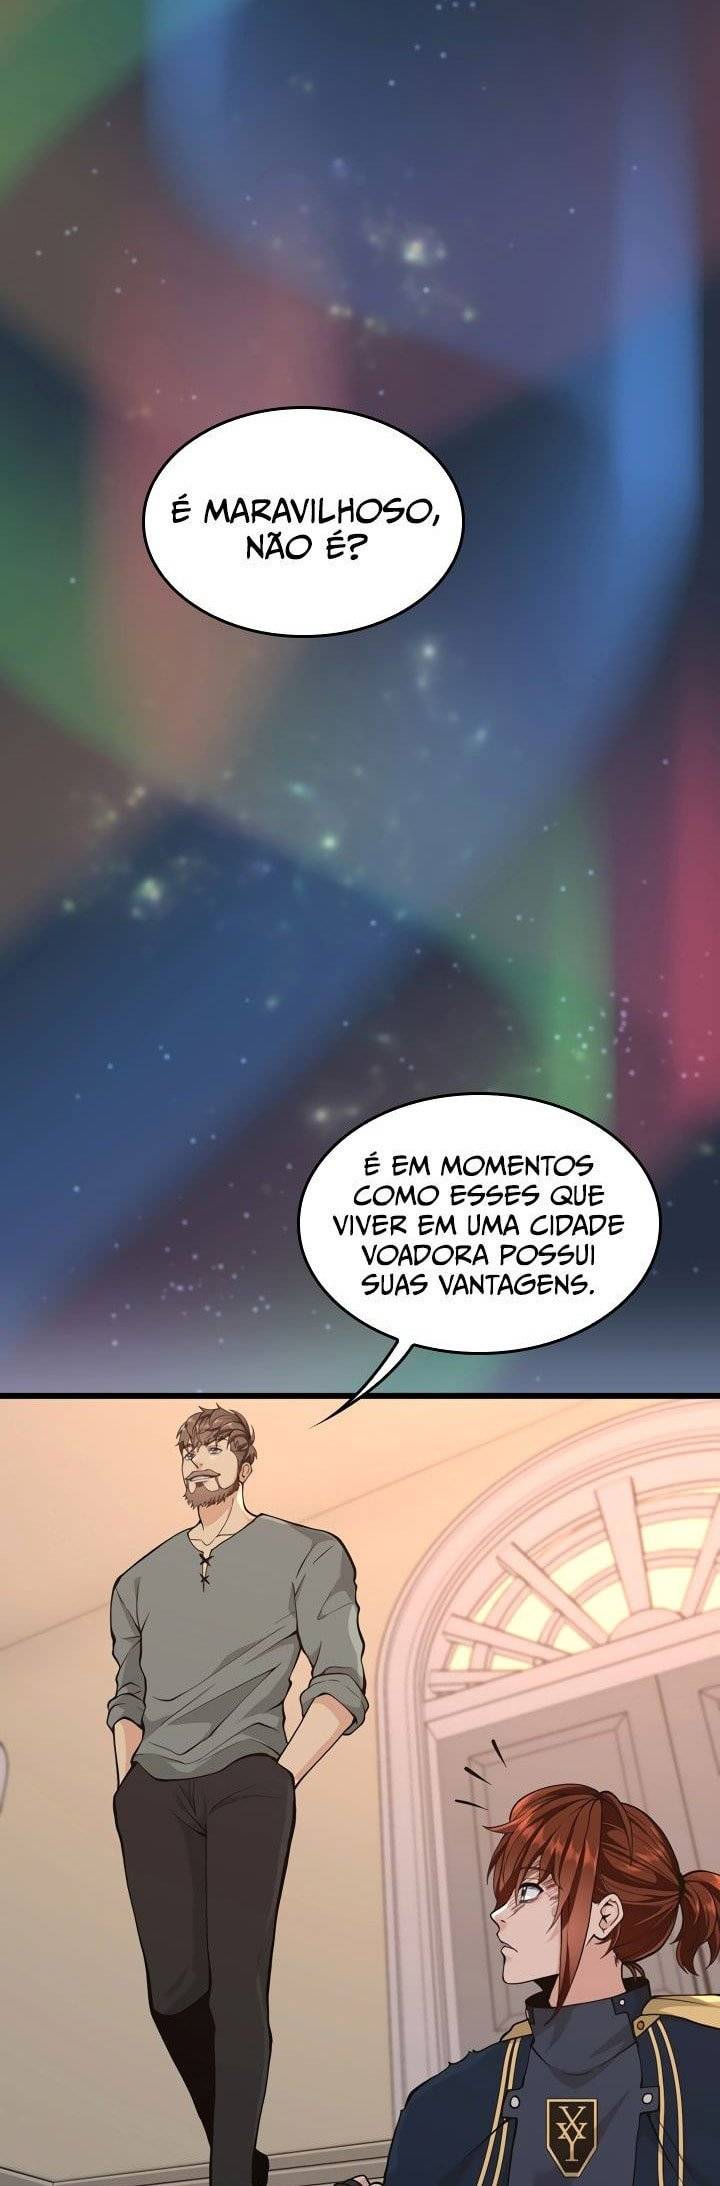 É MARAVILHOSO,
NÃO É?
É EM MOMENTOS
COMO ESSES QUE
VIVER EM UMA CIDADE
VOADORA POSSUI
SUAS VANTAGENS.